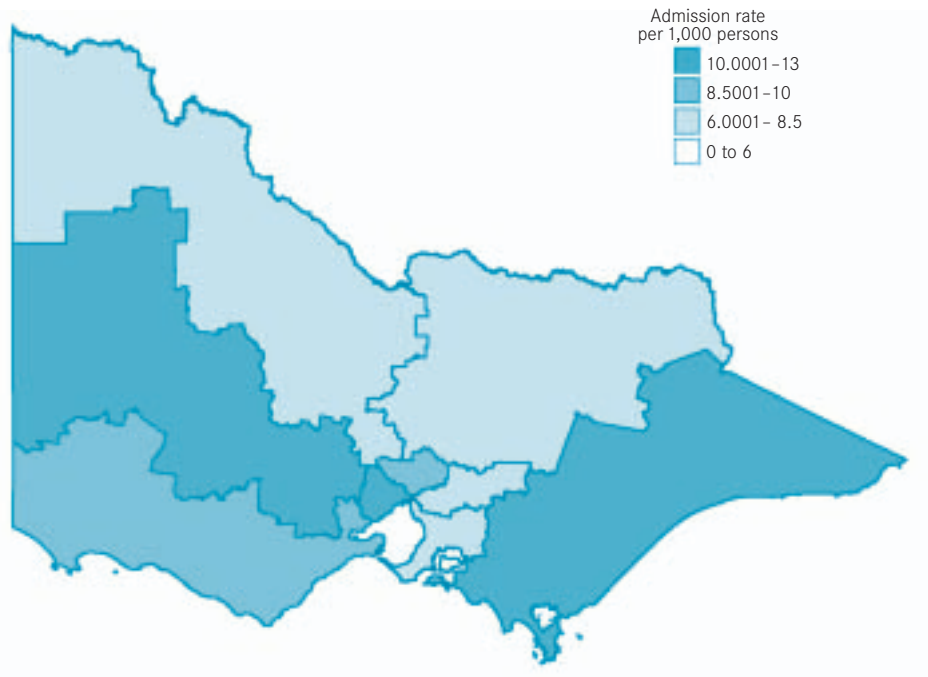 Admission rate
per 1,000 persons
10.0001–13
8.5001–10
6.0001– 8.5
0 to 6